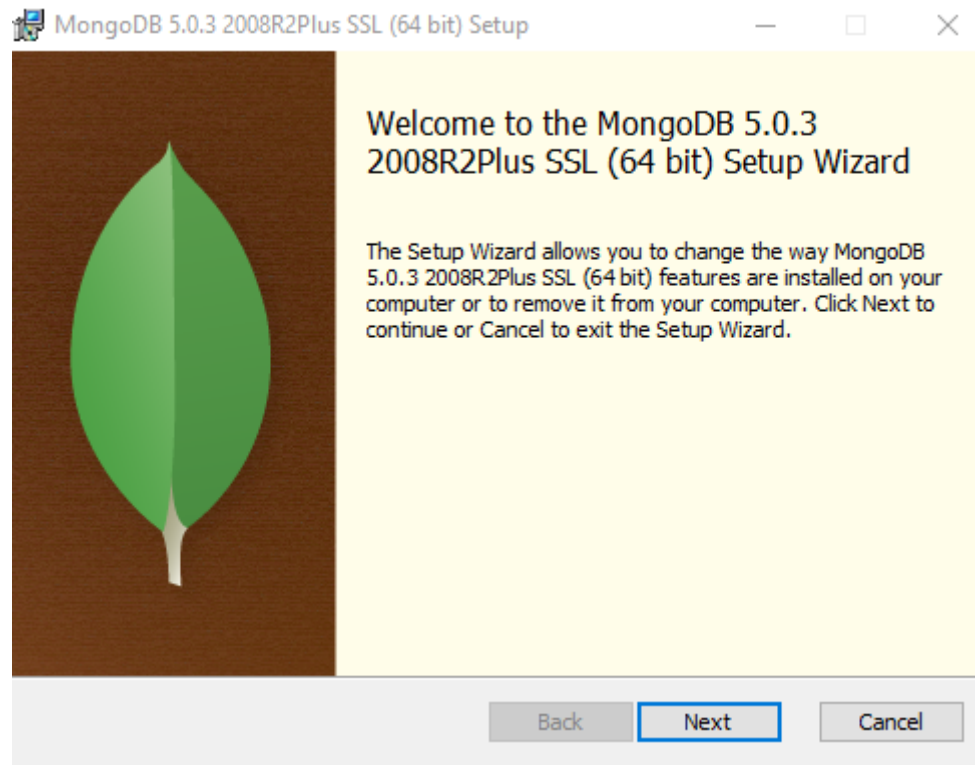 MongoDB 5.0.3 2008R2Plus SSL (64 bit) Setup
Welcome to the MongoDB 5.0.3
2008R2Plus SSL (64 bit) Setup Wizard
The Setup Wizard allows you to change the way MongoDB
5.0.3 2008R2Plus SSL (64 bit) features are installed on your
computer or to remove it from your computer. Click Next to
continue or Cancel to exit the Setup Wizard.
Back Next Cancel